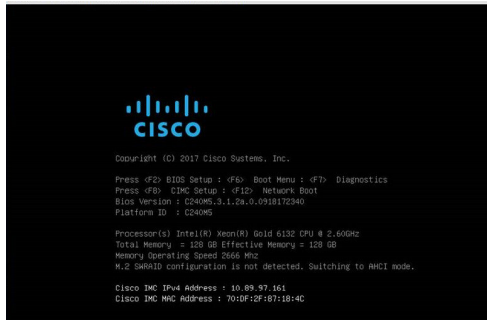 CISCO
Copyright (C) 2017 Cisco Systems, Inc.
Press <F2> BIOS Setup : <F6> Boot Menu : <F7> Diagnostics
Press <F8> CIMC Setup : <F12> Network Boot
Bios Version : C240M5.3.1.2a.0.0918172340
Platform ID : C240M5
Processor(s) Intel(R) Xeon(R) Gold 6132 CPU @ 2.60GHz
Total Memory = 128 GB Effective Memory = 128 GB
Memory Operating Speed 2666 Mhz
M.2 SWRAID configuration is not detected. Switching to AHCI mode.
Cisco IMC IPv4 Address : 10.89.97.161
Cisco IMC MAC Address : 70:DF:2F:87:18:4C